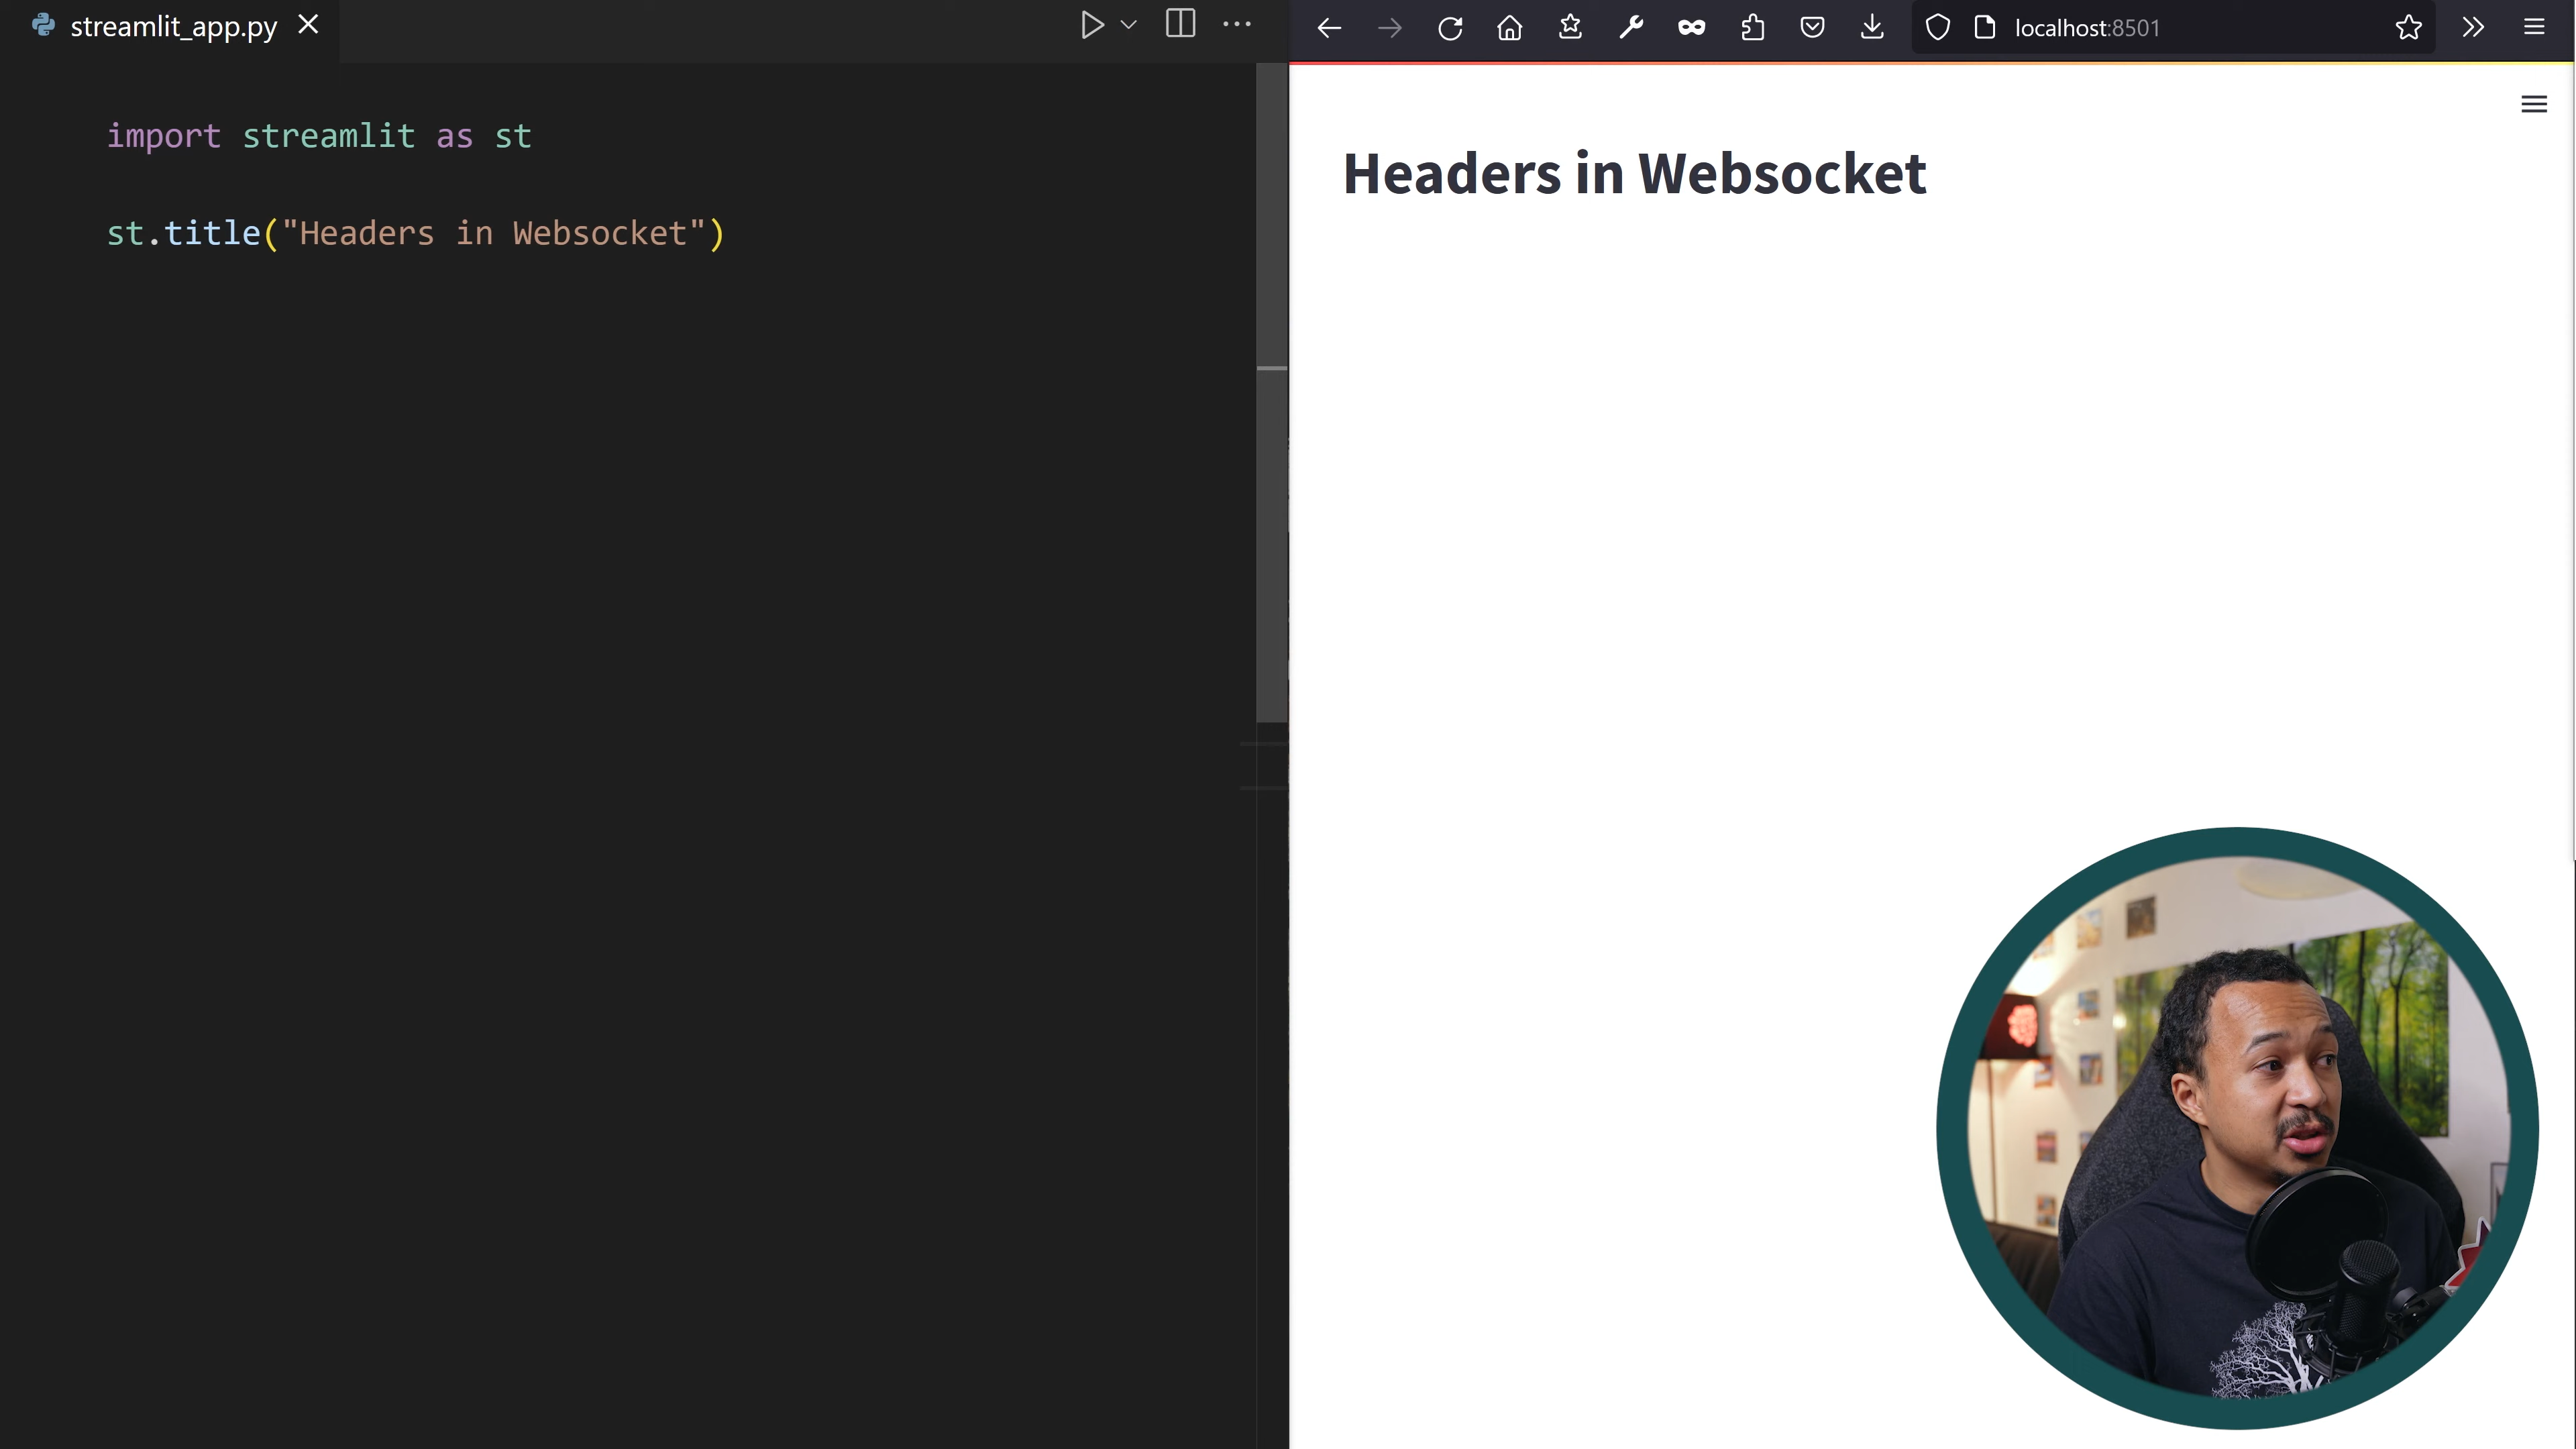 streamlit_app.py
import streamlit as st
st.title("Headers in Websocket")
localhost:8501
Headers in Websocket